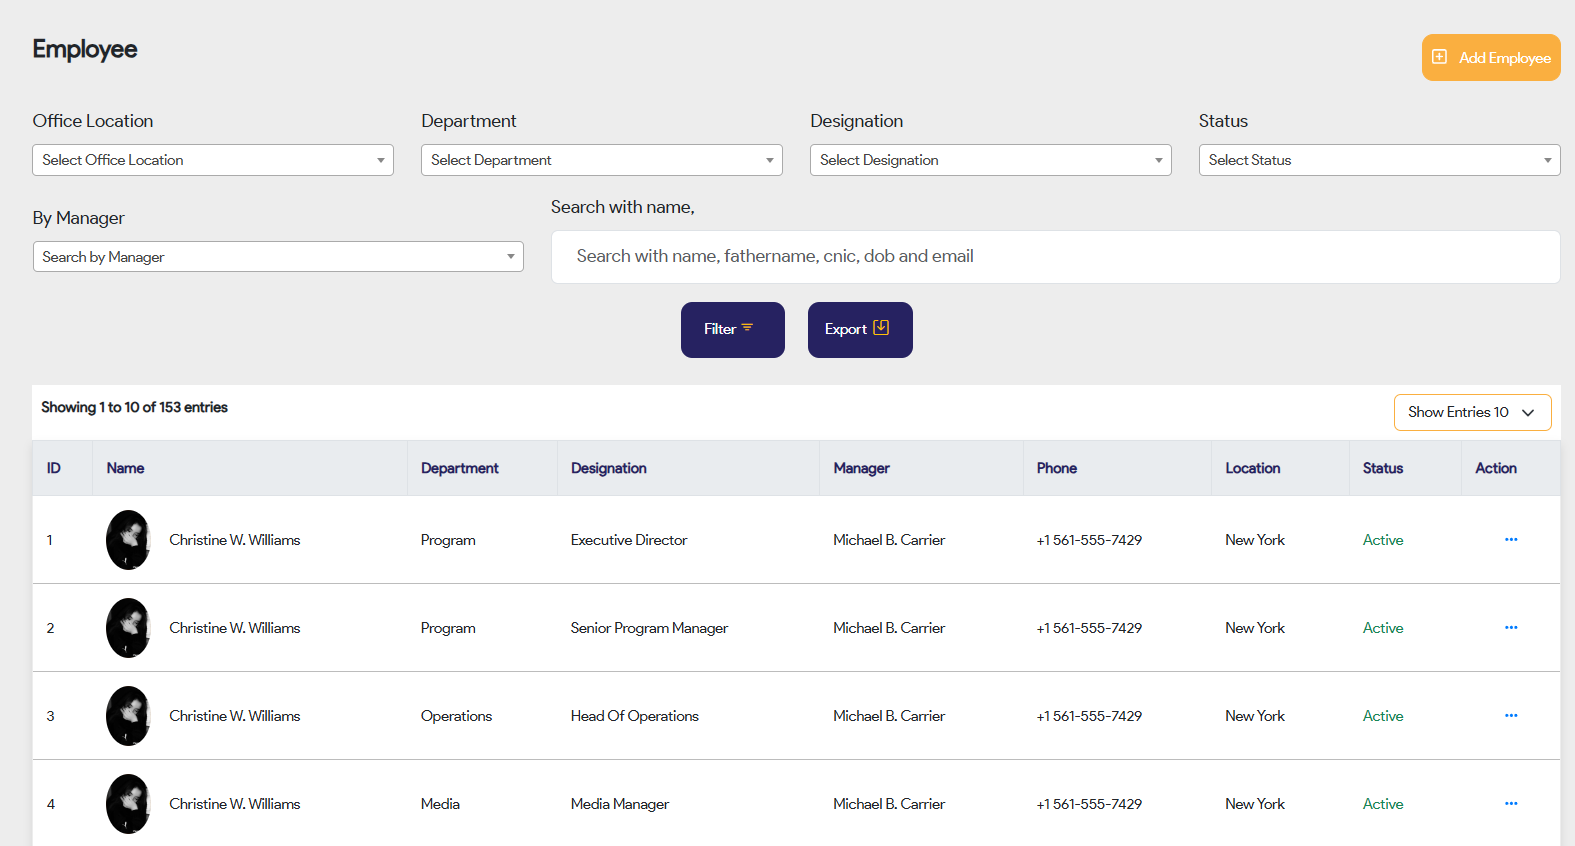 Employee
Add Employee
Office Location Department Designation Status
Select Office Location Select Department Select Designation Select Status
By Manager
Search with name,
Search by Manager
Search with name, fathername, cnic, dob and email
Filter Export
Showing 1 to 10 of 153 entries
Show Entries 10
ID Name Department Designation Manager Phone Location Status Action
1 Christine W. Williams Program Executive Director Michael B. Carrier +1 561-555-7429 New York Active ...
2 Christine W. Williams Program Senior Program Manager Michael B. Carrier +1 561-555-7429 New York Active ...
3 Christine W. Williams Operations Head Of Operations Michael B. Carrier +1 561-555-7429 New York Active ...
4 Christine W. Williams Media Media Manager Michael B. Carrier +1 561-555-7429 New York Active ...